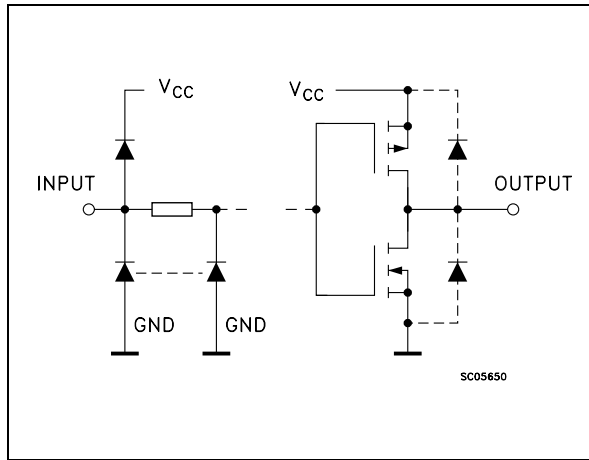 VCC
VCC
INPUT
OUTPUT
GND
GND
SC05650